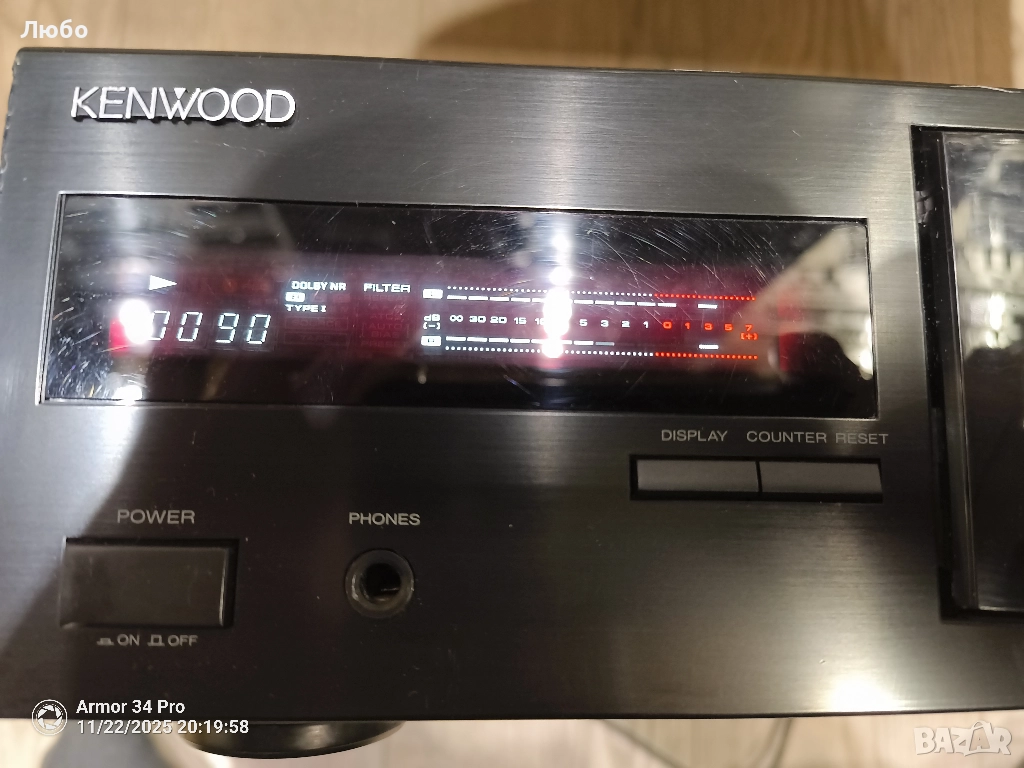 Любо
KENWOOD
DOLBY NR FILTER
TYPE I
0090
dB ∞ 30 20 15 10 5 3 2 1 0 1 3 5 7
(-) (+)
DISPLAY COUNTER RESET
POWER PHONES
ON OFF
Armor 34 Pro
11/22/2025 20:19:58
BAZAR